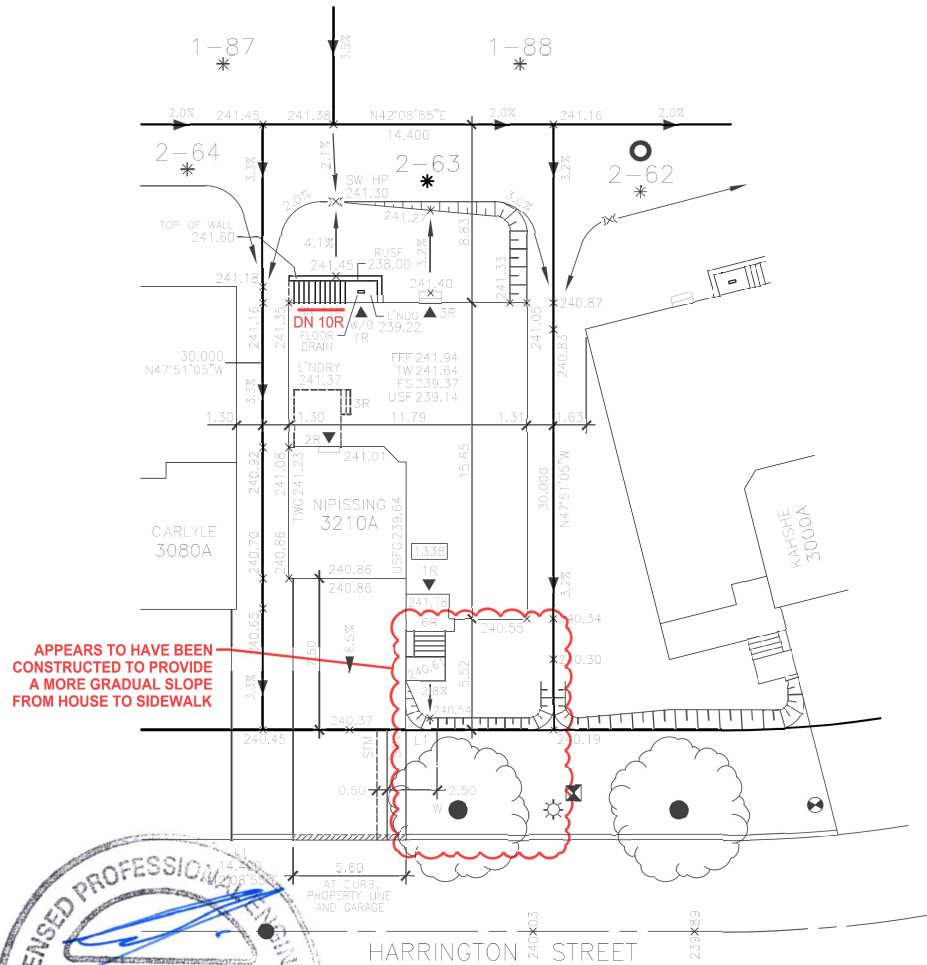 3.5%
1-87
1-88
2.0%
241.45
241.38
N42°08'55"E
2.0%
241.16
2.0%
14.400
2-64
2-63
2-62
3.3%
2.1%
3.2%
SW HP
241.30
2.0%
3.0%
241.27
8.83
TOP OF WALL
241.60
4.1%
3.2%
RUSF
238.00
241.45
241.33
241.18
241.40
240.87
DN 10R
L'NDG
239.22
3R
W/O
1R
FLOOR
DRAIN
241.16
241.35
241.05
240.83
30.000
N47°51'05"W
L'NDRY
241.37
FFF 241.94
TW 241.64
FS 239.37
USF 239.14
3.3%
3R
1.30
1.30
11.79
1.31
1.63
2R
241.01
240.92
241.08
TWG 241.23
15.65
30.000
N47°51'05"W
NIPISSING
3210A
USFG 239.64
CARLYLE
3080A
KAHSHE
3000A
240.70
240.86
1338
1R
240.86
240.86
3.2%
241.78
6R
240.34
240.55
240.65
7.50
6.5%
APPEARS TO HAVE BEEN
CONSTRUCTED TO PROVIDE
A MORE GRADUAL SLOPE
FROM HOUSE TO SIDEWALK
240.61
5.52
240.30
3.3%
2.8%
240.54
240.37
240.45
240.19
STM
L1
0.50
2.50
W
5.60
AT CURB,
PROPERTY LINE
AND GARAGE
LICENSED PROFESSIONAL ENGIN
240.03
239.89
HARRINGTON STREET